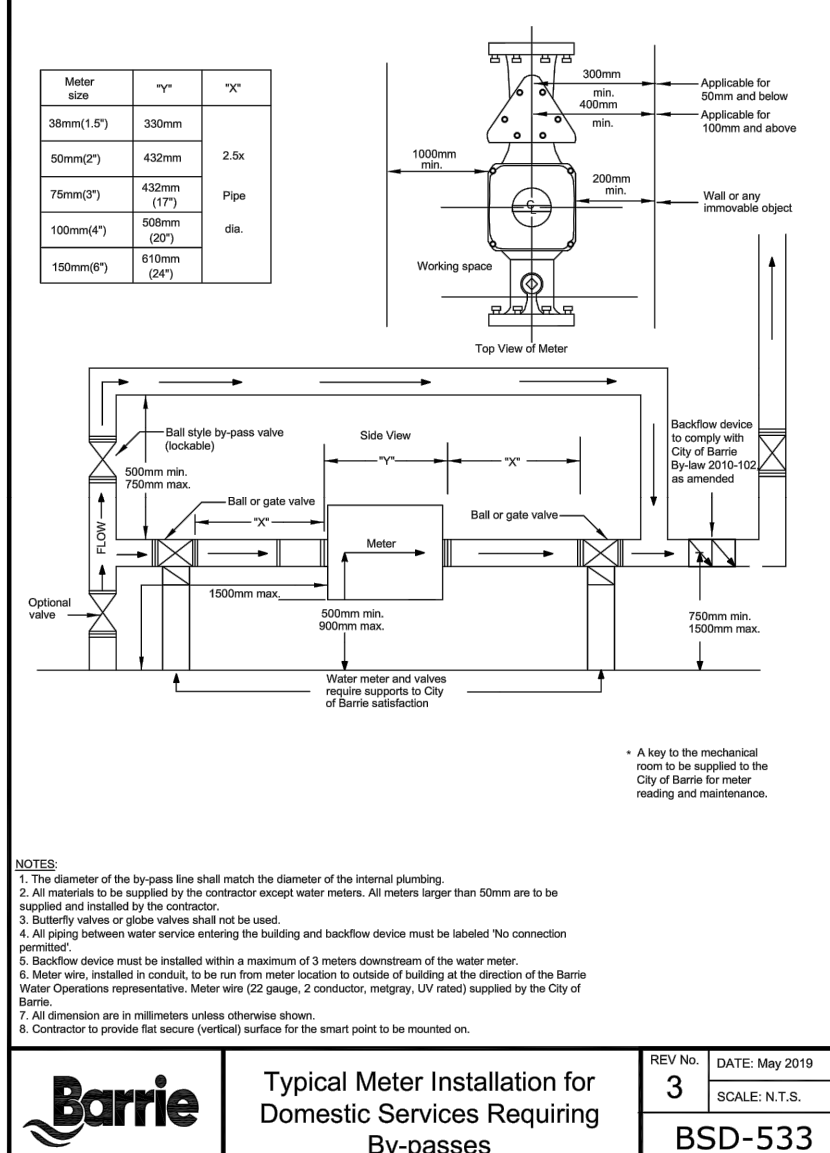 Meter
size
"Y"
"X"
38mm(1.5")
330mm
50mm(2")
432mm
2.5x
75mm(3")
432mm
(17")
Pipe
100mm(4")
508mm
(20")
dia.
150mm(6")
610mm
(24")
300mm
min.
400mm
min.
Applicable for
50mm and below
Applicable for
100mm and above
1000mm
min.
200mm
min.
Wall or any
immovable object
C
L
Working space
Top View of Meter
Ball style by-pass valve
(lockable)
Side View
500mm min.
750mm max.
"Y"
"X"
Backflow device
to comply with
City of Barrie
By-law 2010-102
as amended
Ball or gate valve
"X"
Ball or gate valve
FLOW
Meter
1500mm max.
Optional
valve
500mm min.
900mm max.
750mm min.
1500mm max.
Water meter and valves
require supports to City
of Barrie satisfaction
* A key to the mechanical
room to be supplied to the
City of Barrie for meter
reading and maintenance.
NOTES:
1. The diameter of the by-pass line shall match the diameter of the internal plumbing.
2. All materials to be supplied by the contractor except water meters. All meters larger than 50mm are to be
supplied and installed by the contractor.
3. Butterfly valves or globe valves shall not be used.
4. All piping between water service entering the building and backflow device must be labeled 'No connection
permitted'.
5. Backflow device must be installed within a maximum of 3 meters downstream of the water meter.
6. Meter wire, installed in conduit, to be run from meter location to outside of building at the direction of the Barrie
Water Operations representative. Meter wire (22 gauge, 2 conductor, metgray, UV rated) supplied by the City of
Barrie.
7. All dimension are in millimeters unless otherwise shown.
8. Contractor to provide flat secure (vertical) surface for the smart point to be mounted on.
Barrie
Typical Meter Installation for
Domestic Services Requiring
By-passes
REV No.
3
DATE: May 2019
SCALE: N.T.S.
BSD-533